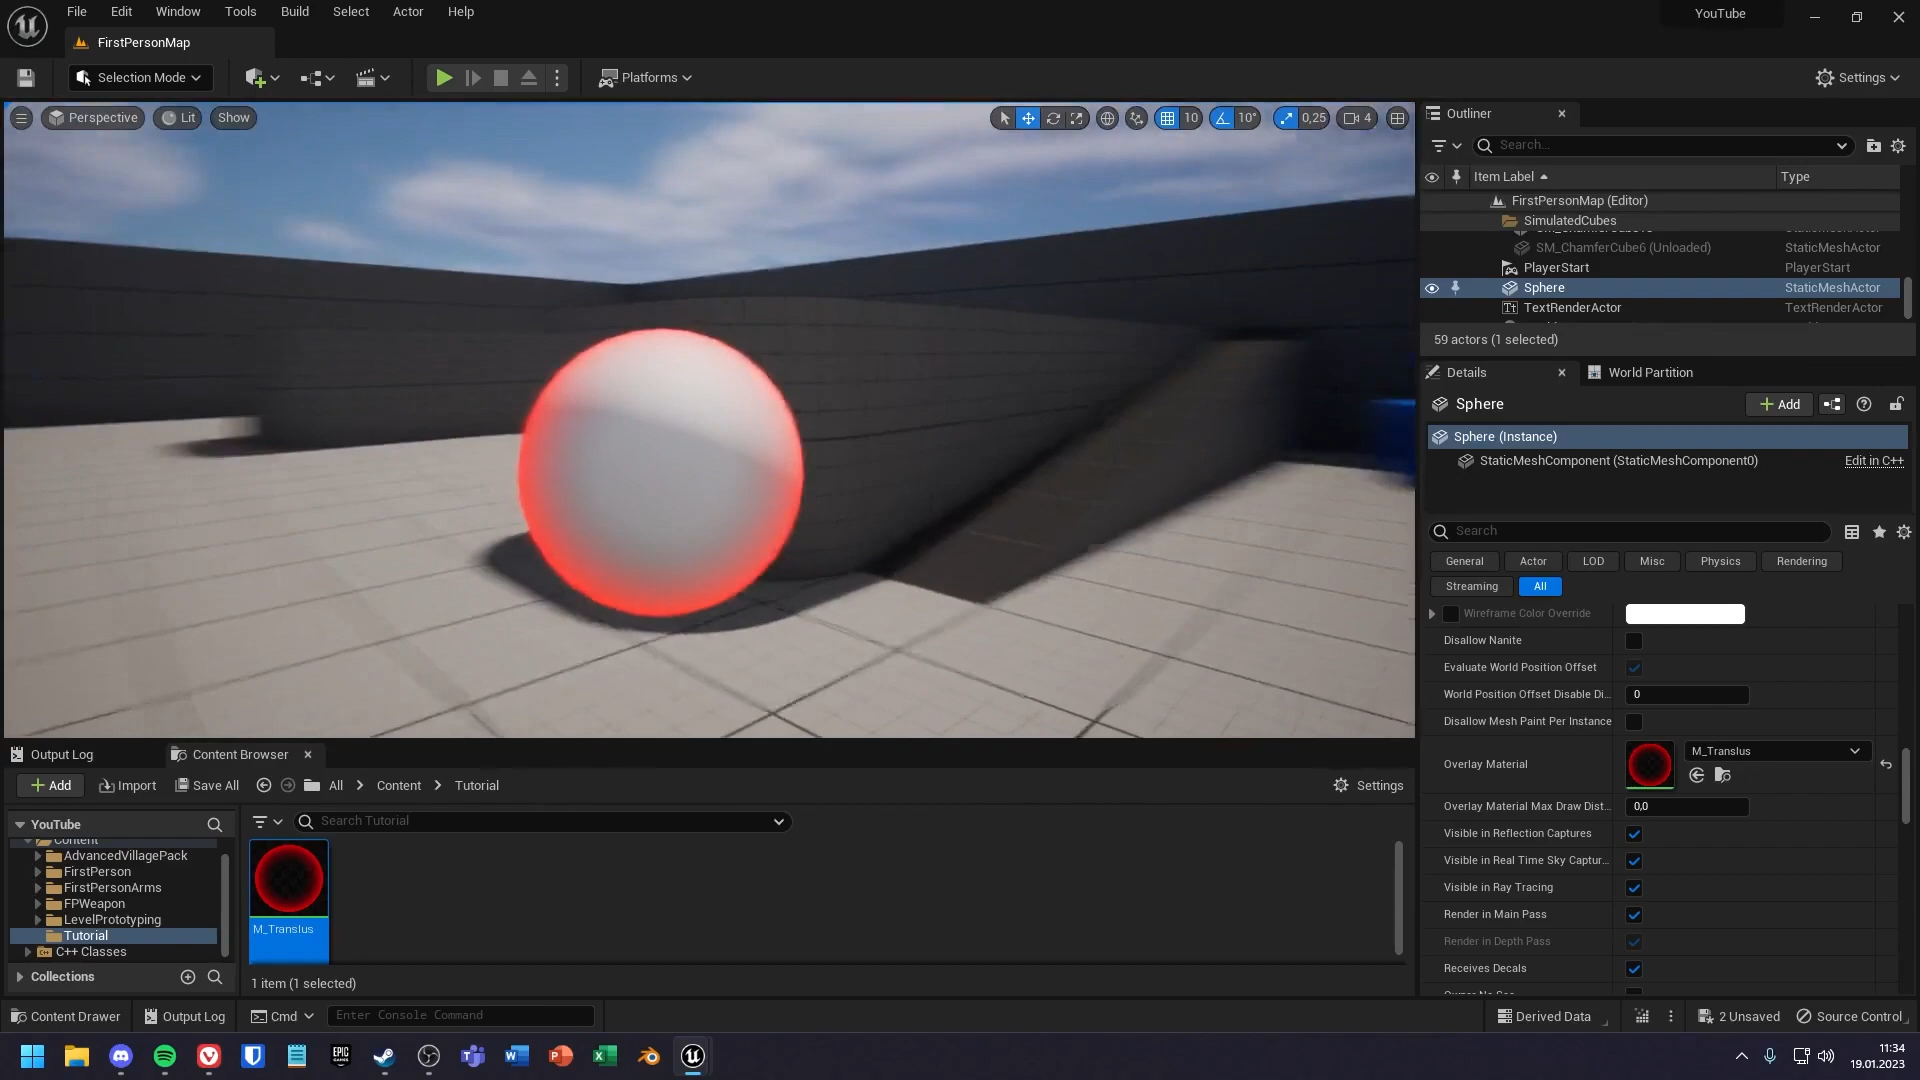 File Edit Window Tools Build Select Actor Help
YouTube
FirstPersonMap
Selection Mode
Platforms
Settings
Perspective Lit Show
10 10° 0,25 4
Outliner
Search...
Item Label Type
FirstPersonMap (Editor)
SimulatedCubes
SM_ChamferCube6 (Unloaded) StaticMeshActor
PlayerStart PlayerStart
Sphere StaticMeshActor
TextRenderActor TextRenderActor
59 actors (1 selected)
Details World Partition
Sphere
Add
Sphere (Instance)
StaticMeshComponent (StaticMeshComponent0) Edit in C++
Search
General Actor LOD Misc Physics Rendering
Streaming All
Wireframe Color Override
Disallow Nanite
Evaluate World Position Offset
World Position Offset Disable Di... 0
Disallow Mesh Paint Per Instance
Overlay Material M_Translus
Overlay Material Max Draw Dist... 0,0
Visible in Reflection Captures
Visible in Real Time Sky Captur...
Visible in Ray Tracing
Render in Main Pass
Render in Depth Pass
Receives Decals
Output Log Content Browser
Add Import Save All All Content Tutorial Settings
YouTube
Search Tutorial
Content
AdvancedVillagePack
FirstPerson
FirstPersonArms
FPWeapon
LevelPrototyping
Tutorial
C++ Classes
Collections
M_Translus
1 item (1 selected)
Content Drawer Output Log Cmd Enter Console Command Derived Data 2 Unsaved Source Control
EPIC GAMES
11:34
19.01.2023